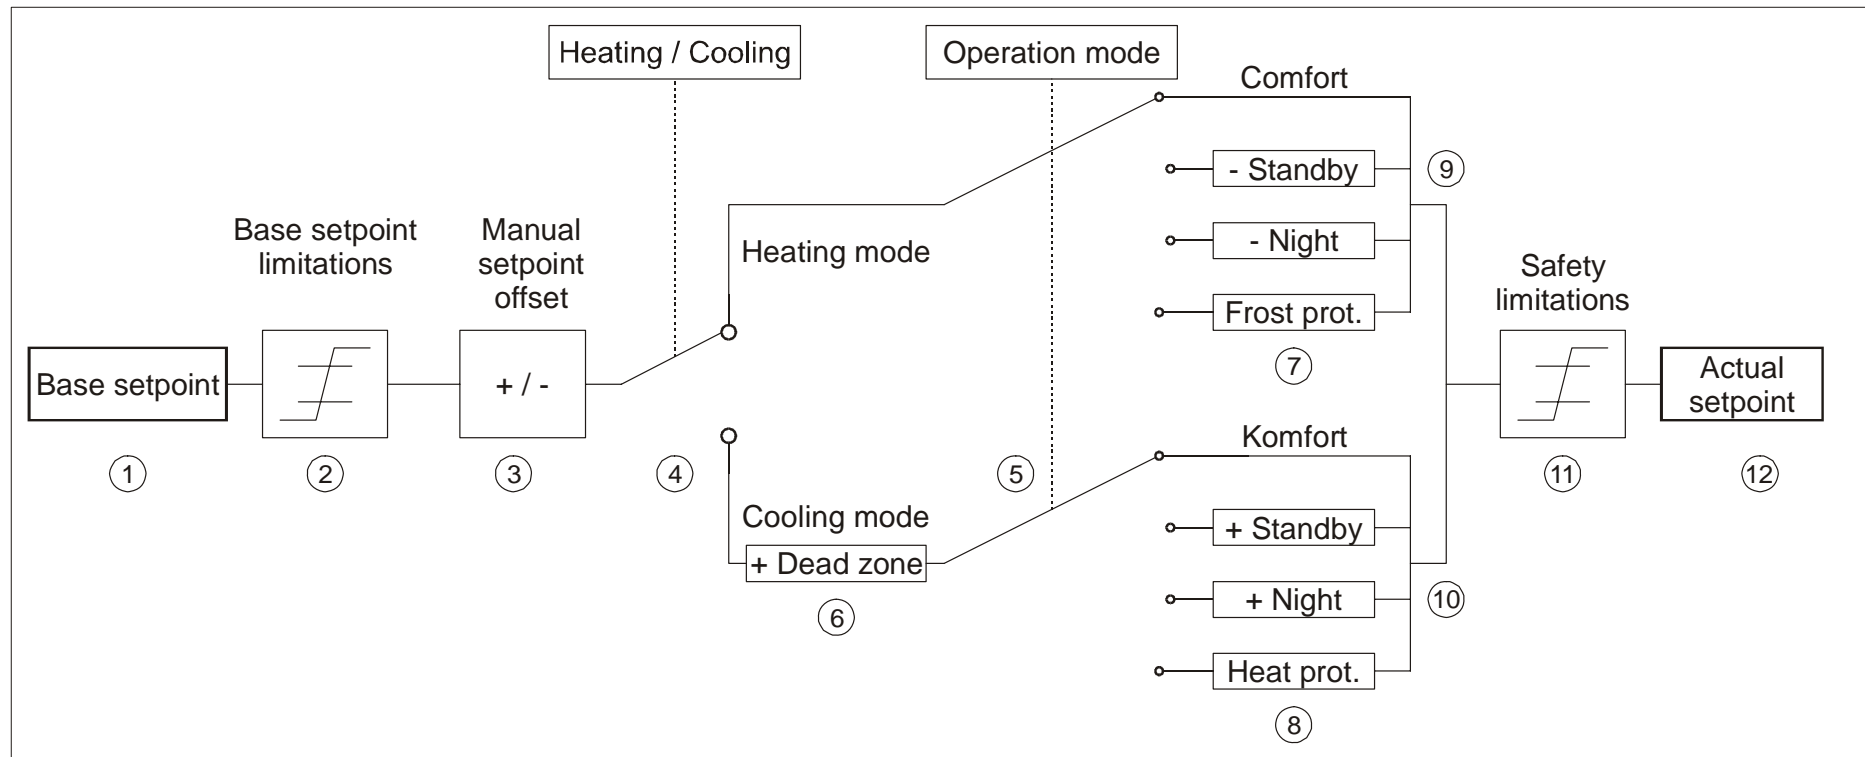 Heating / Cooling
Operation mode
Comfort
- Standby
9
- Night
Frost prot.
7
Base setpoint
limitations
Manual
setpoint
offset
Heating mode
Safety
limitations
Base setpoint
+ / -
Actual
setpoint
1
2
3
4
5
11
12
Komfort
Cooling mode
+ Dead zone
6
+ Standby
+ Night
10
Heat prot.
8